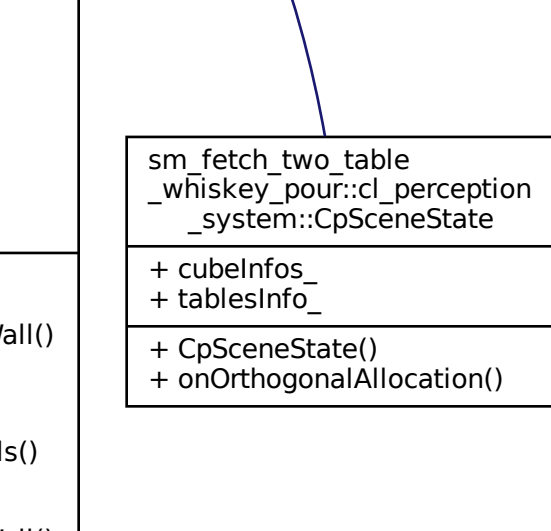 sm_fetch_two_table
_whiskey_pour::cl_perception
_system::CpSceneState
+ cubeInfos_
+ tablesInfo_
+ CpSceneState()
+ onOrthogonalAllocation()